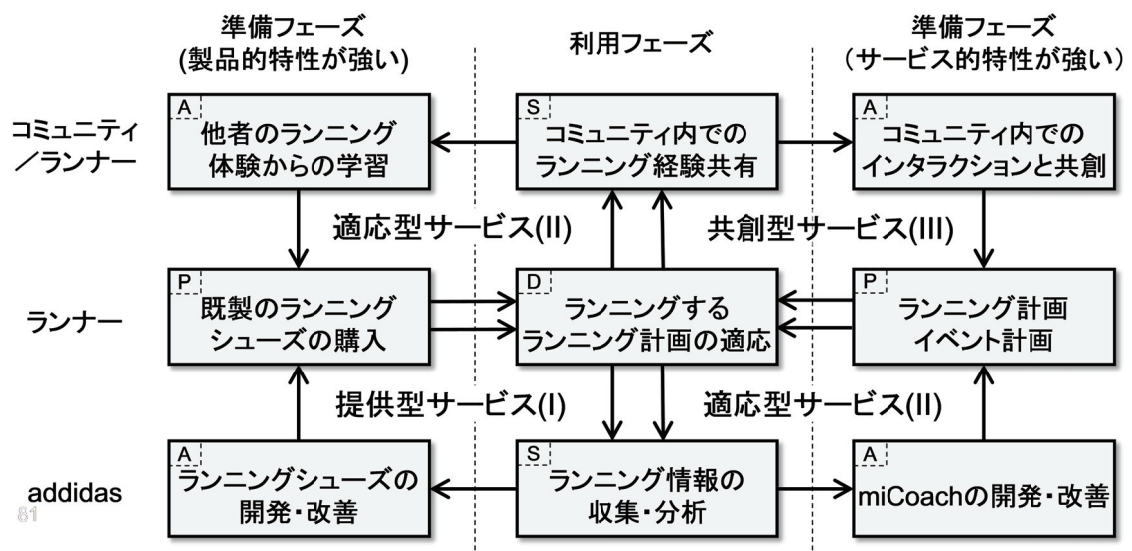 準備フェーズ
(製品的特性が強い)
利用フェーズ
準備フェーズ
（サービス的特性が強い）
コミュニティ
／ランナー
A
他者のランニング
体験からの学習
S
コミュニティ内での
ランニング経験共有
A
コミュニティ内での
インタラクションと共創
適応型サービス(II)
共創型サービス(III)
ランナー
P
既製のランニング
シューズの購入
D
ランニングする
ランニング計画の適応
P
ランニング計画
イベント計画
提供型サービス(I)
適応型サービス(II)
addidas
A
ランニングシューズの
開発・改善
S
ランニング情報の
収集・分析
A
miCoachの開発・改善
81